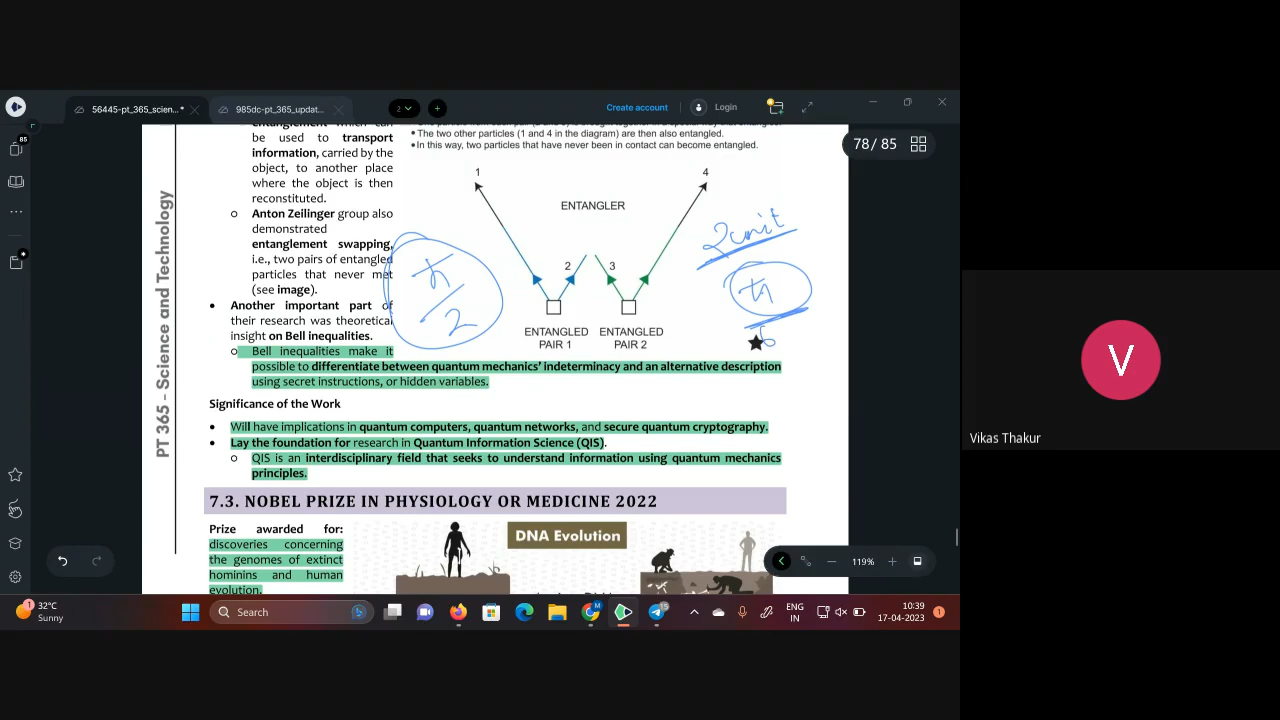 56445-pt_365_scien...*
985dc-pt_365_updat...
2
Create account
Login
85
78/ 85
PT 365 - Science and Technology
be used to transport
information, carried by the
object, to another place
where the object is then
reconstituted.
o Anton Zeilinger group also
demonstrated
entanglement swapping,
i.e., two pairs of entangled
particles that never met
(see image).
• Another important part of
their research was theoretical
insight on Bell inequalities.
o Bell inequalities make it
possible to differentiate between quantum mechanics' indeterminacy and an alternative description
using secret instructions, or hidden variables.
• The two other particles (1 and 4 in the diagram) are then also entangled.
• In this way, two particles that have never been in contact can become entangled.
1
4
ENTANGLER
2
3
ENTANGLED
PAIR 1
ENTANGLED
PAIR 2
ħ/2
2 unit
ħ
Significance of the Work
• Will have implications in quantum computers, quantum networks, and secure quantum cryptography.
• Lay the foundation for research in Quantum Information Science (QIS).
o QIS is an interdisciplinary field that seeks to understand information using quantum mechanics
principles.
7.3. NOBEL PRIZE IN PHYSIOLOGY OR MEDICINE 2022
Prize awarded for:
discoveries concerning
the genomes of extinct
hominins and human
evolution.
DNA Evolution
119%
V
Vikas Thakur
1
32°C
Sunny
Search
M
15
ENG
IN
10:39
17-04-2023
1